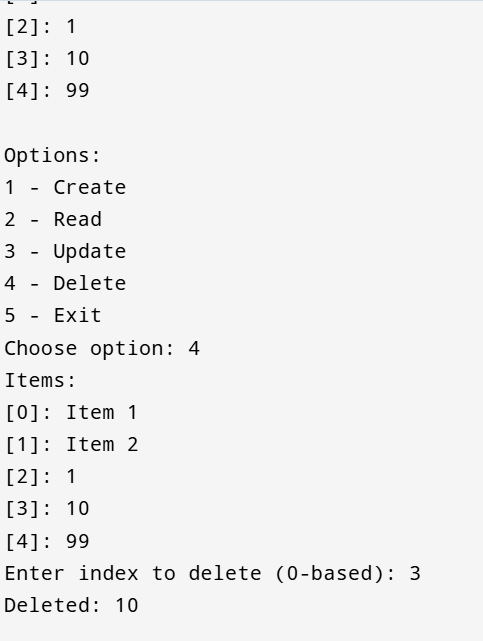 [2]: 1
[3]: 10
[4]: 99
Options:
1 - Create
2 - Read
3 - Update
4 - Delete
5 - Exit
Choose option: 4
Items:
[0]: Item 1
[1]: Item 2
[2]: 1
[3]: 10
[4]: 99
Enter index to delete (0-based): 3
Deleted: 10